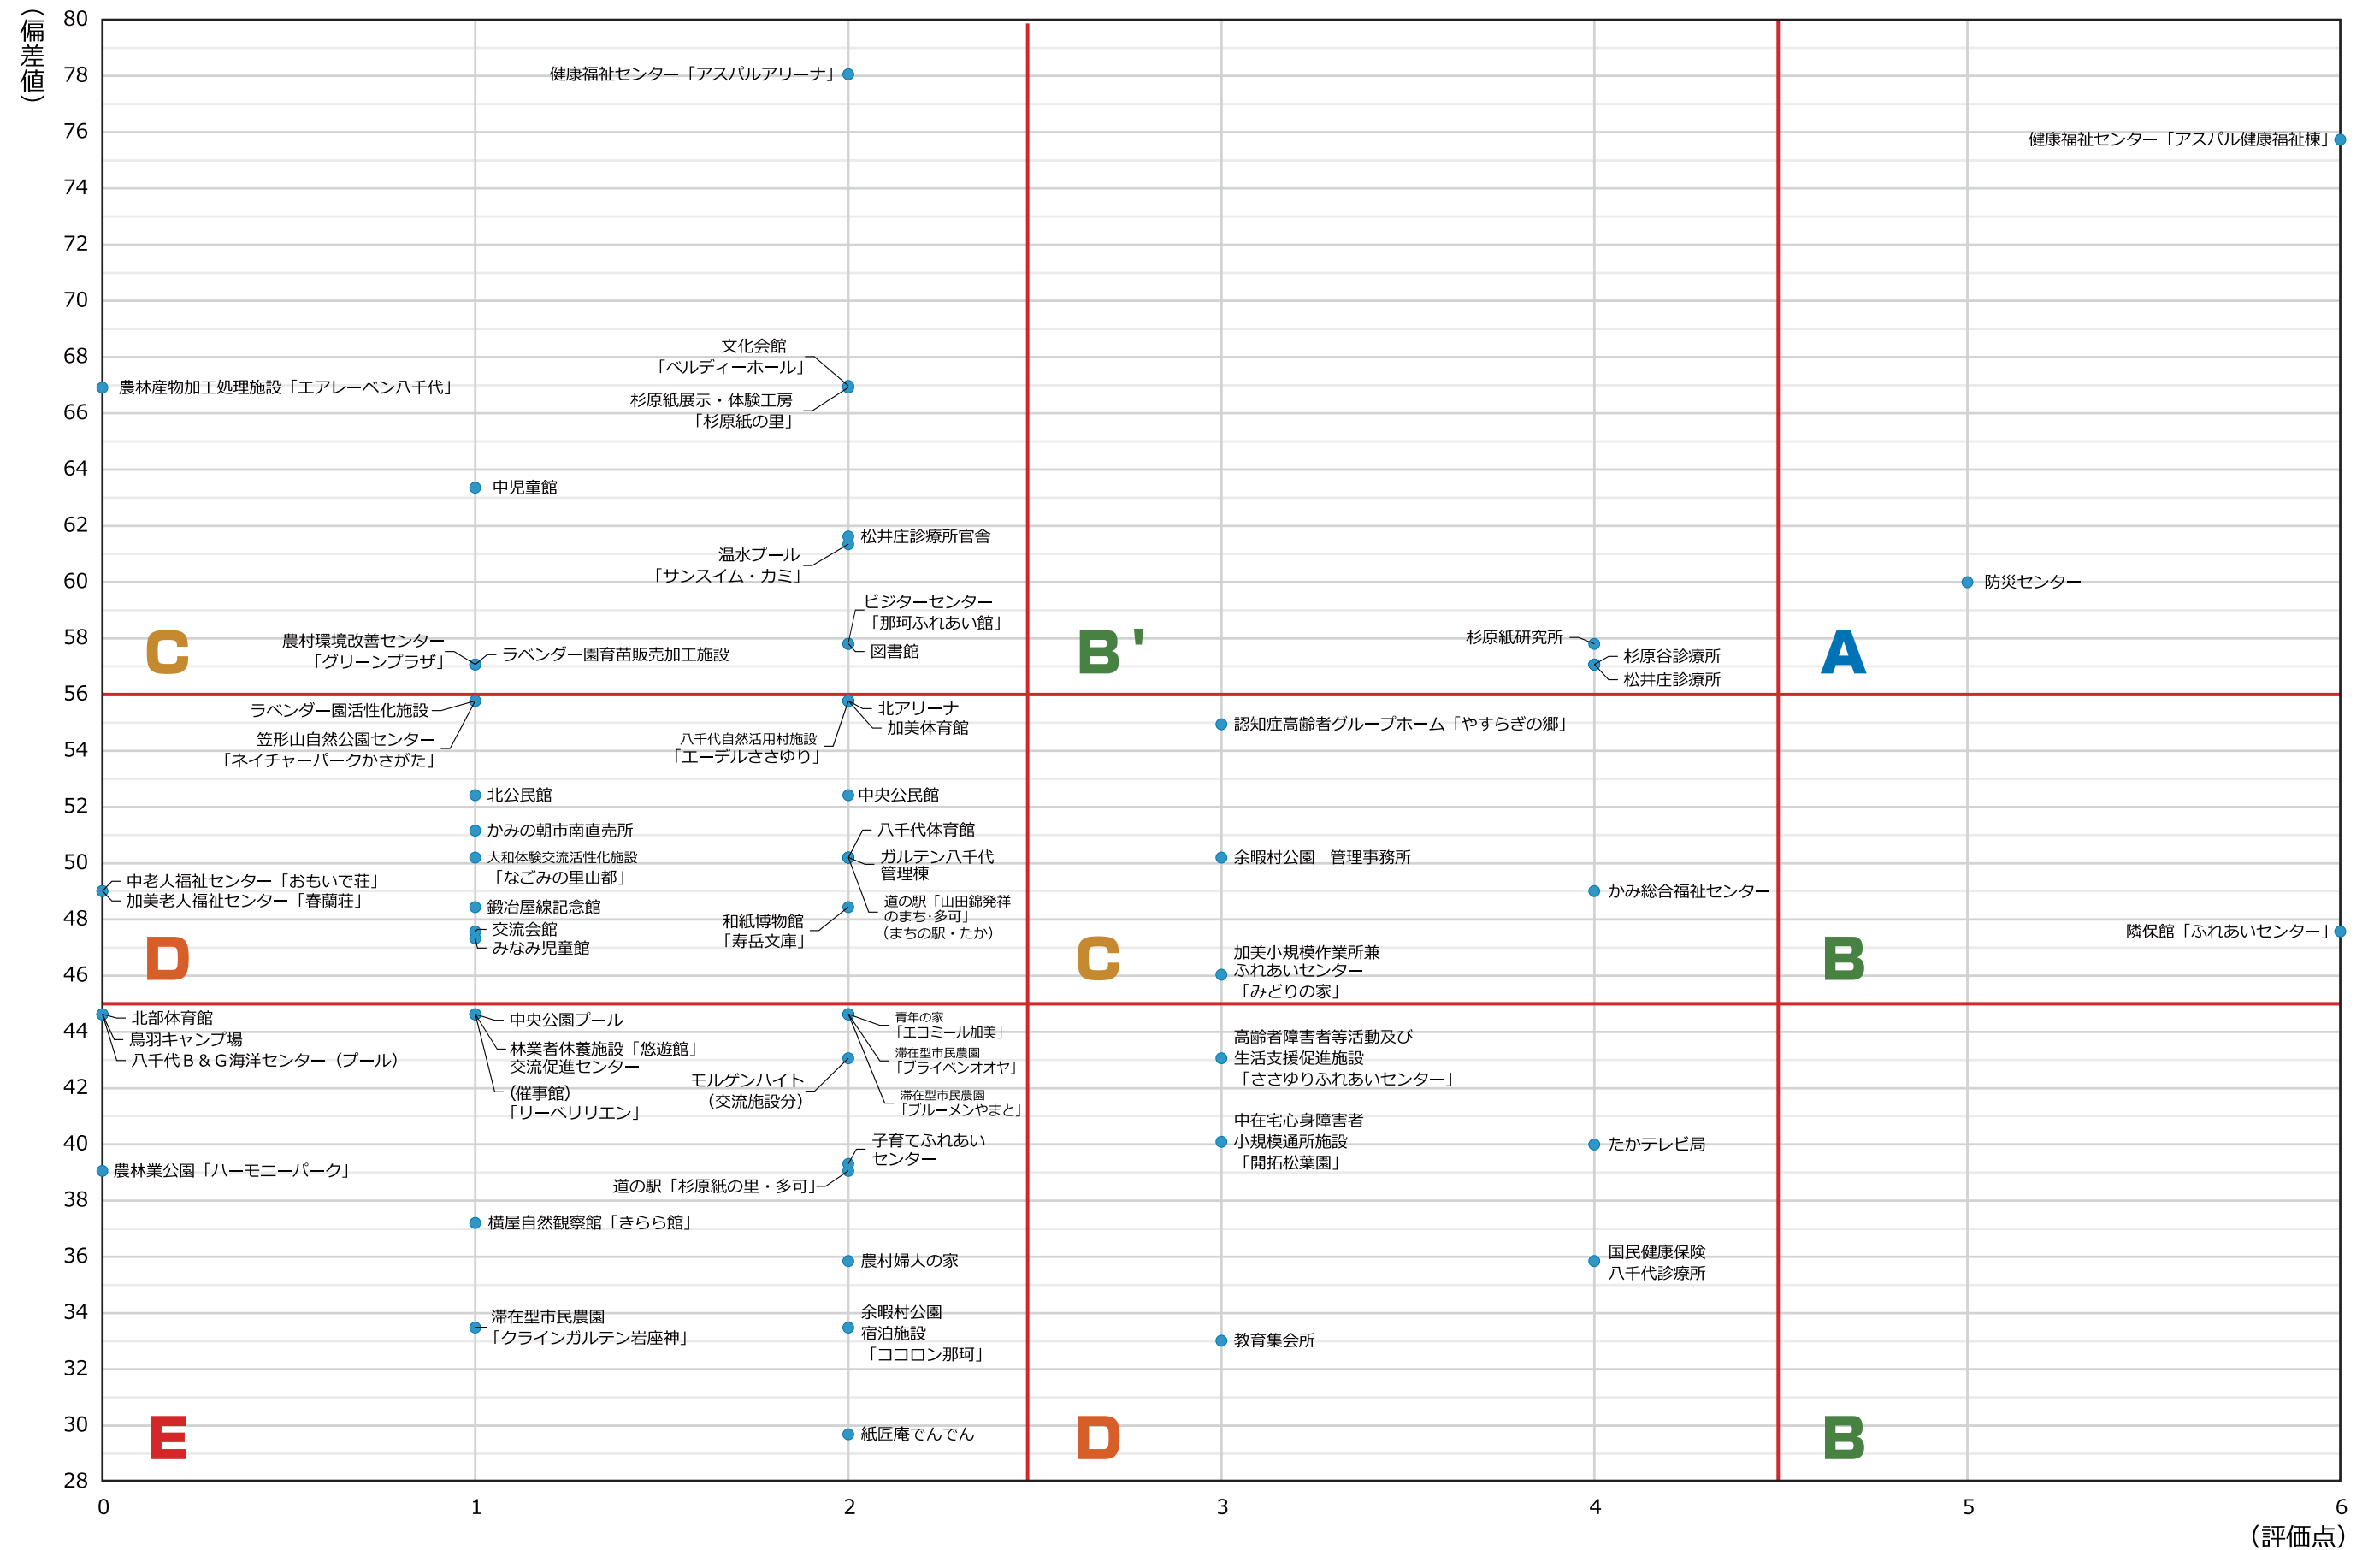 （偏差値）
80
78
76
74
72
70
68
66
64
62
60
58
56
54
52
50
48
46
44
42
40
38
36
34
32
30
28
健康福祉センター「アスパルアリーナ」
健康福祉センター「アスパル健康福祉棟」
文化会館
「ベルディーホール」
農林産物加工処理施設「エアレーベン八千代」
杉原紙展示・体験工房
「杉原紙の里」
中児童館
松井庄診療所官舎
温水プール
「サンスイム・カミ」
防災センター
ビジターセンター
「那珂ふれあい館」
図書館
農村環境改善センター
「グリーンプラザ」
ラベンダー園育苗販売加工施設
杉原紙研究所
杉原谷診療所
松井庄診療所
C
B'
A
ラベンダー園活性化施設
笠形山自然公園センター
「ネイチャーパークかさがた」
北アリーナ
加美体育館
八千代自然活用村施設
「エーデルささゆり」
認知症高齢者グループホーム「やすらぎの郷」
北公民館
中央公民館
かみの朝市南直売所
八千代体育館
大和体験交流活性化施設
「なごみの里山都」
ガルテン八千代
管理棟
余暇村公園　管理事務所
中老人福祉センター「おもいで荘」
加美老人福祉センター「春蘭荘」
かみ総合福祉センター
鍛冶屋線記念館
道の駅「山田錦発祥
のまち･多可」
（まちの駅・たか）
和紙博物館
「寿岳文庫」
交流会館
みなみ児童館
隣保館「ふれあいセンター」
加美小規模作業所兼
ふれあいセンター
「みどりの家」
D
C
B
北部体育館
鳥羽キャンプ場
八千代Ｂ＆Ｇ海洋センター（プール）
中央公園プール
林業者休養施設「悠遊館」
交流促進センター
（催事館）
「リーベリリエン」
青年の家
「エコミール加美」
滞在型市民農園
「ブライベンオオヤ」
滞在型市民農園
「ブルーメンやまと」
モルゲンハイト
（交流施設分）
高齢者障害者等活動及び
生活支援促進施設
「ささゆりふれあいセンター」
中在宅心身障害者
小規模通所施設
「開拓松葉園」
たかテレビ局
子育てふれあい
センター
農林業公園「ハーモニーパーク」
道の駅「杉原紙の里・多可」
横屋自然観察館「きらら館」
農村婦人の家
国民健康保険
八千代診療所
滞在型市民農園
「クラインガルテン岩座神」
余暇村公園
宿泊施設
「ココロン那珂」
教育集会所
紙匠庵でんでん
E
D
B
0
1
2
3
4
5
6
（評価点）